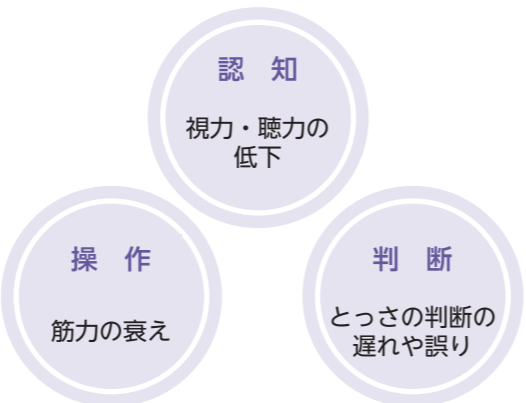 認 知
視力・聴力の
低下
操 作
筋力の衰え
判 断
とっさの判断の
遅れや誤り